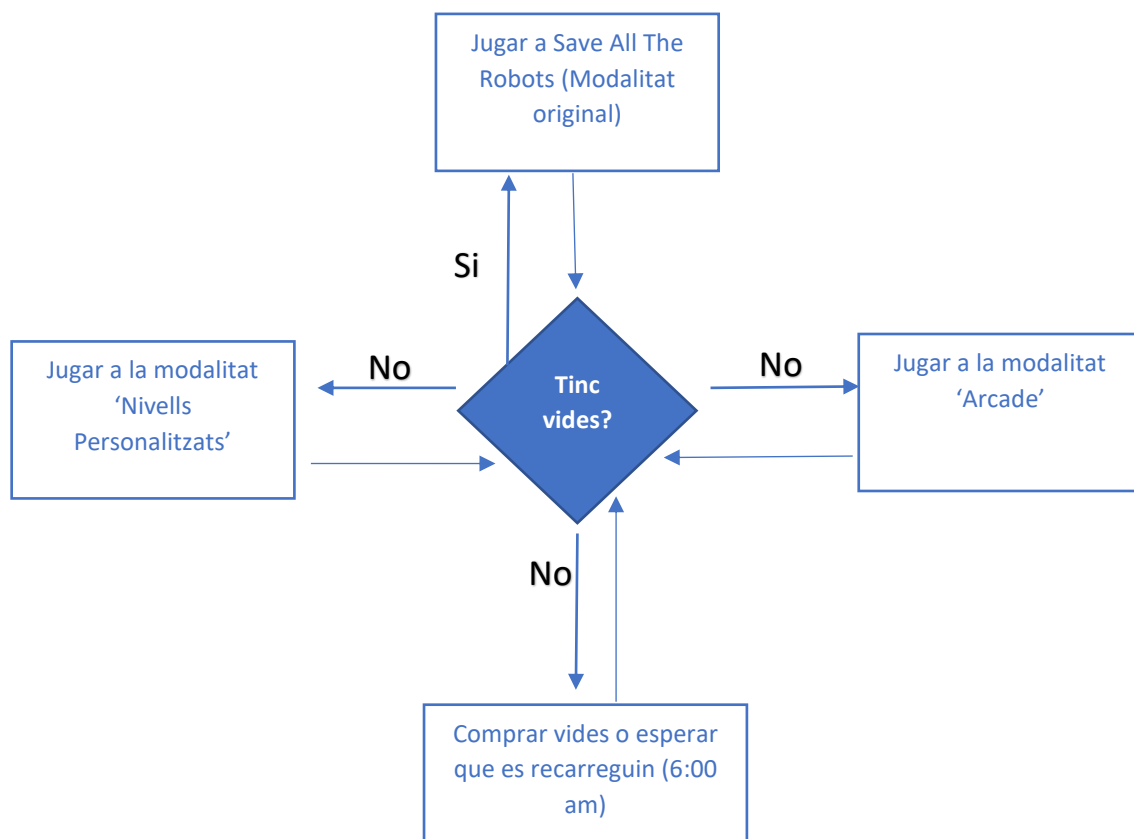 Jugar a Save All The
Robots (Modalitat
original)
Si
Jugar a la modalitat
‘Nivells
Personalitzats’
No
Tinc
vides?
No
Jugar a la modalitat
‘Arcade’
No
Comprar vides o esperar
que es recarreguin (6:00
am)